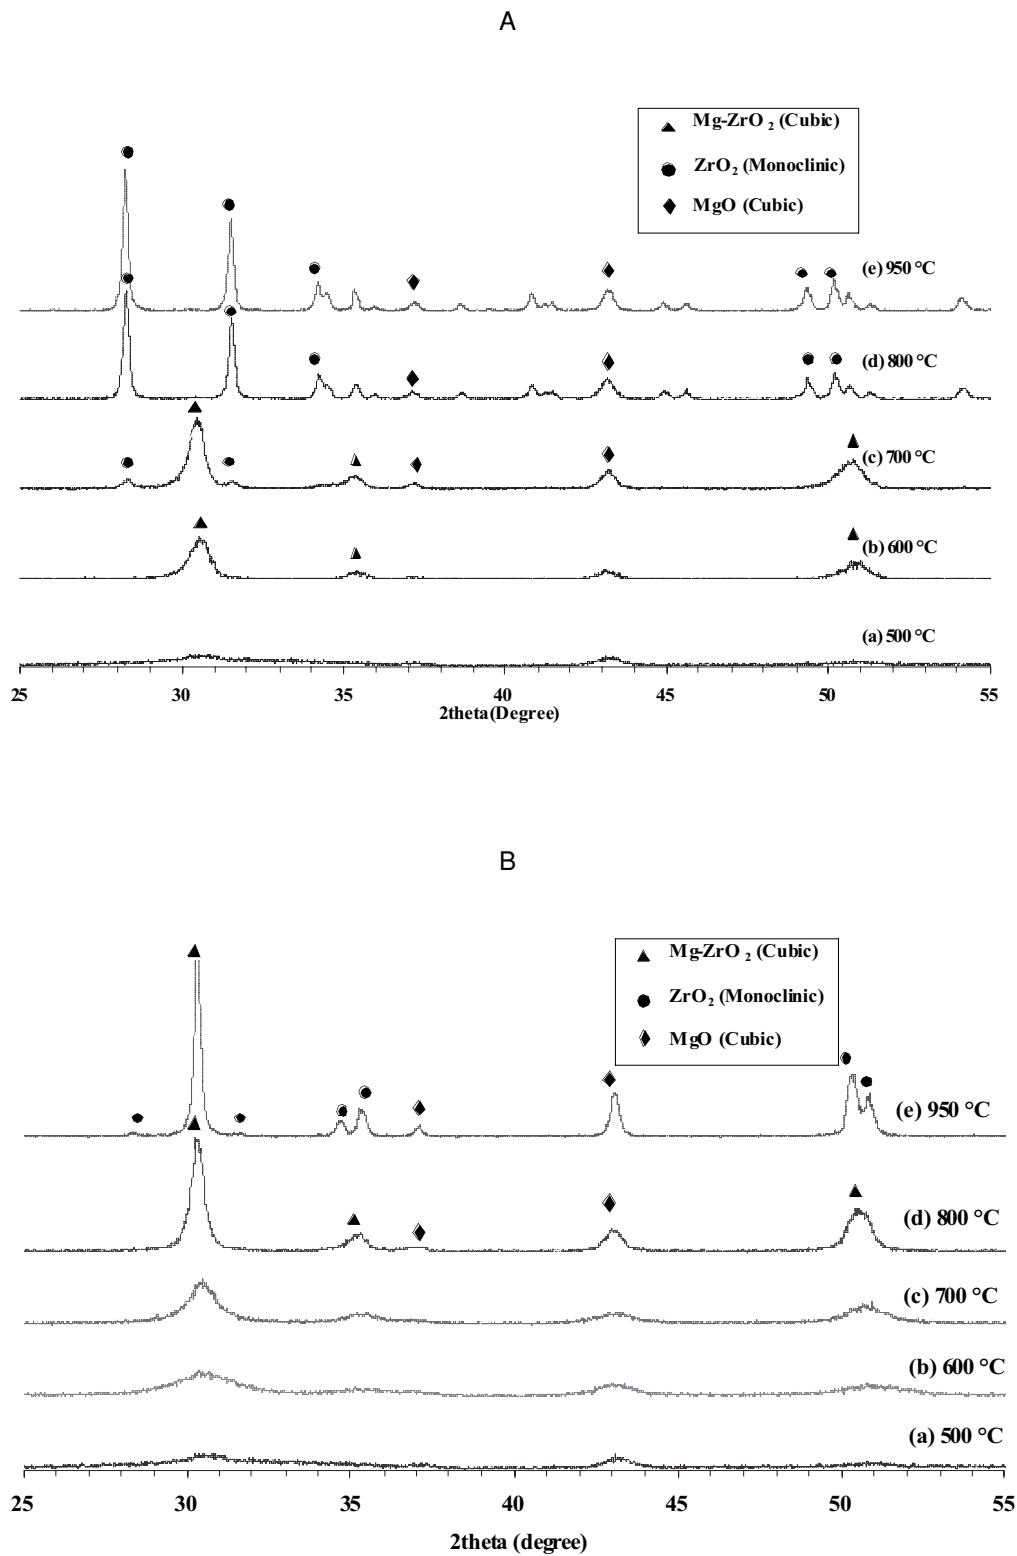 A
Mg-ZrO2 (Cubic)
ZrO2 (Monoclinic)
MgO (Cubic)
(e) 950 °C
(d) 800 °C
(c) 700 °C
(b) 600 °C
(a) 500 °C
25 30 35 40 45 50 55
2theta(Degree)
B
Mg-ZrO2 (Cubic)
ZrO2 (Monoclinic)
MgO (Cubic)
(e) 950 °C
(d) 800 °C
(c) 700 °C
(b) 600 °C
(a) 500 °C
25 30 35 40 45 50 55
2theta (degree)